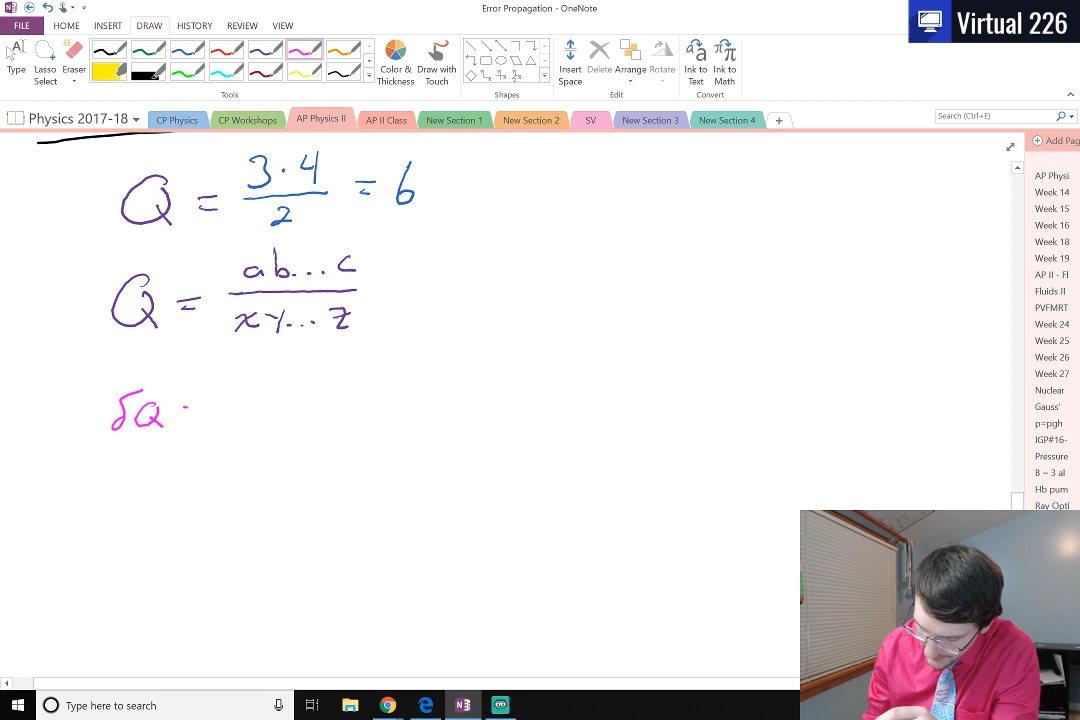 Error Propagation - OneNote
Virtual 226
FILE HOME INSERT DRAW HISTORY REVIEW VIEW
Type
Lasso Select
Eraser
Color & Thickness
Draw with Touch
Insert Space
Delete
Arrange
Rotate
Ink to Text
Ink to Math
Tools
Shapes
Edit
Convert
Physics 2017-18
CP Physics
CP Workshops
AP Physics II
AP II Class
New Section 1
New Section 2
SV
New Section 3
New Section 4
Search (Ctrl+E)
Add Pag
AP Physi
Week 14
Week 15
Week 16
Week 18
Week 19
AP II - Fl
Fluids II
PVFMRT
Week 24
Week 25
Week 26
Week 27
Nuclear
Gauss'
p=pgh
IGP#16-
Pressure
B ~ 3 al
Hb pum
Ray Opti
Q = 3·4 / 2 = 6
Q = ab...c / xy...z
δQ
Type here to search